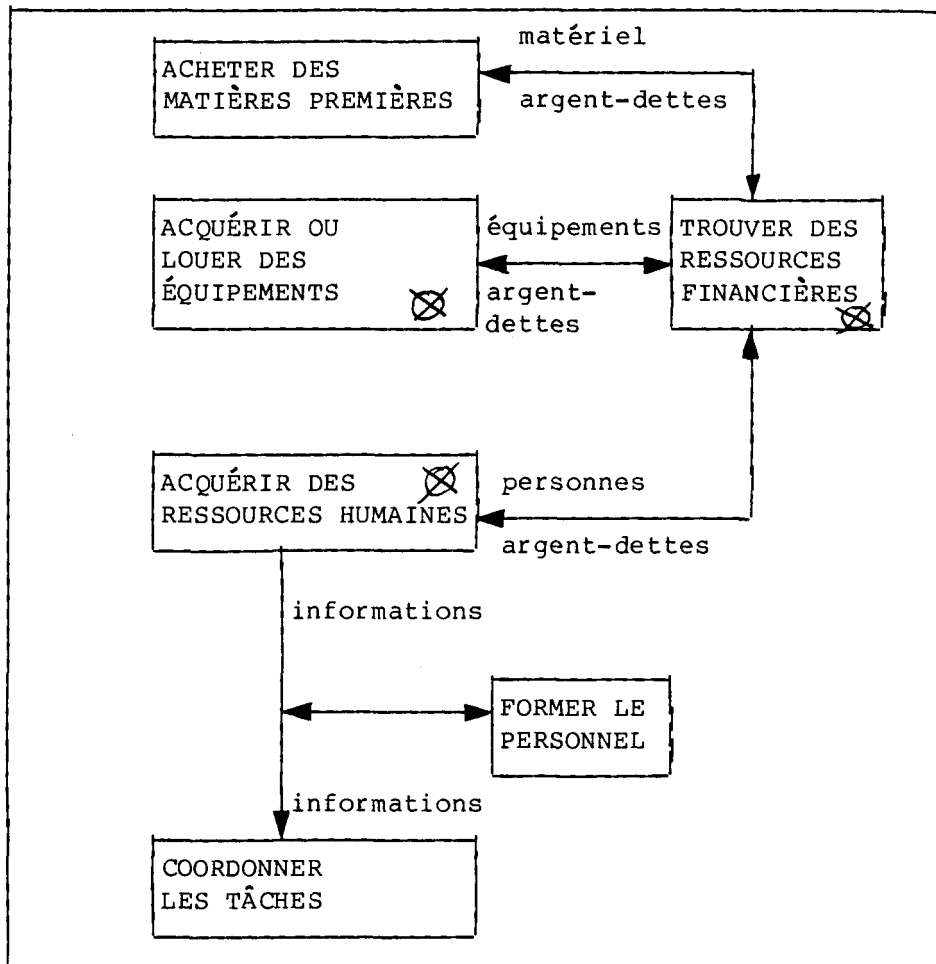 matériel
ACHETER DES
MATIÈRES PREMIÈRES
argent-dettes
ACQUÉRIR OU
LOUER DES
ÉQUIPEMENTS
équipements
argent-
dettes
TROUVER DES
RESSOURCES
FINANCIÈRES
ACQUÉRIR DES
RESSOURCES HUMAINES
personnes
argent-dettes
informations
FORMER LE
PERSONNEL
informations
COORDONNER
LES TÂCHES